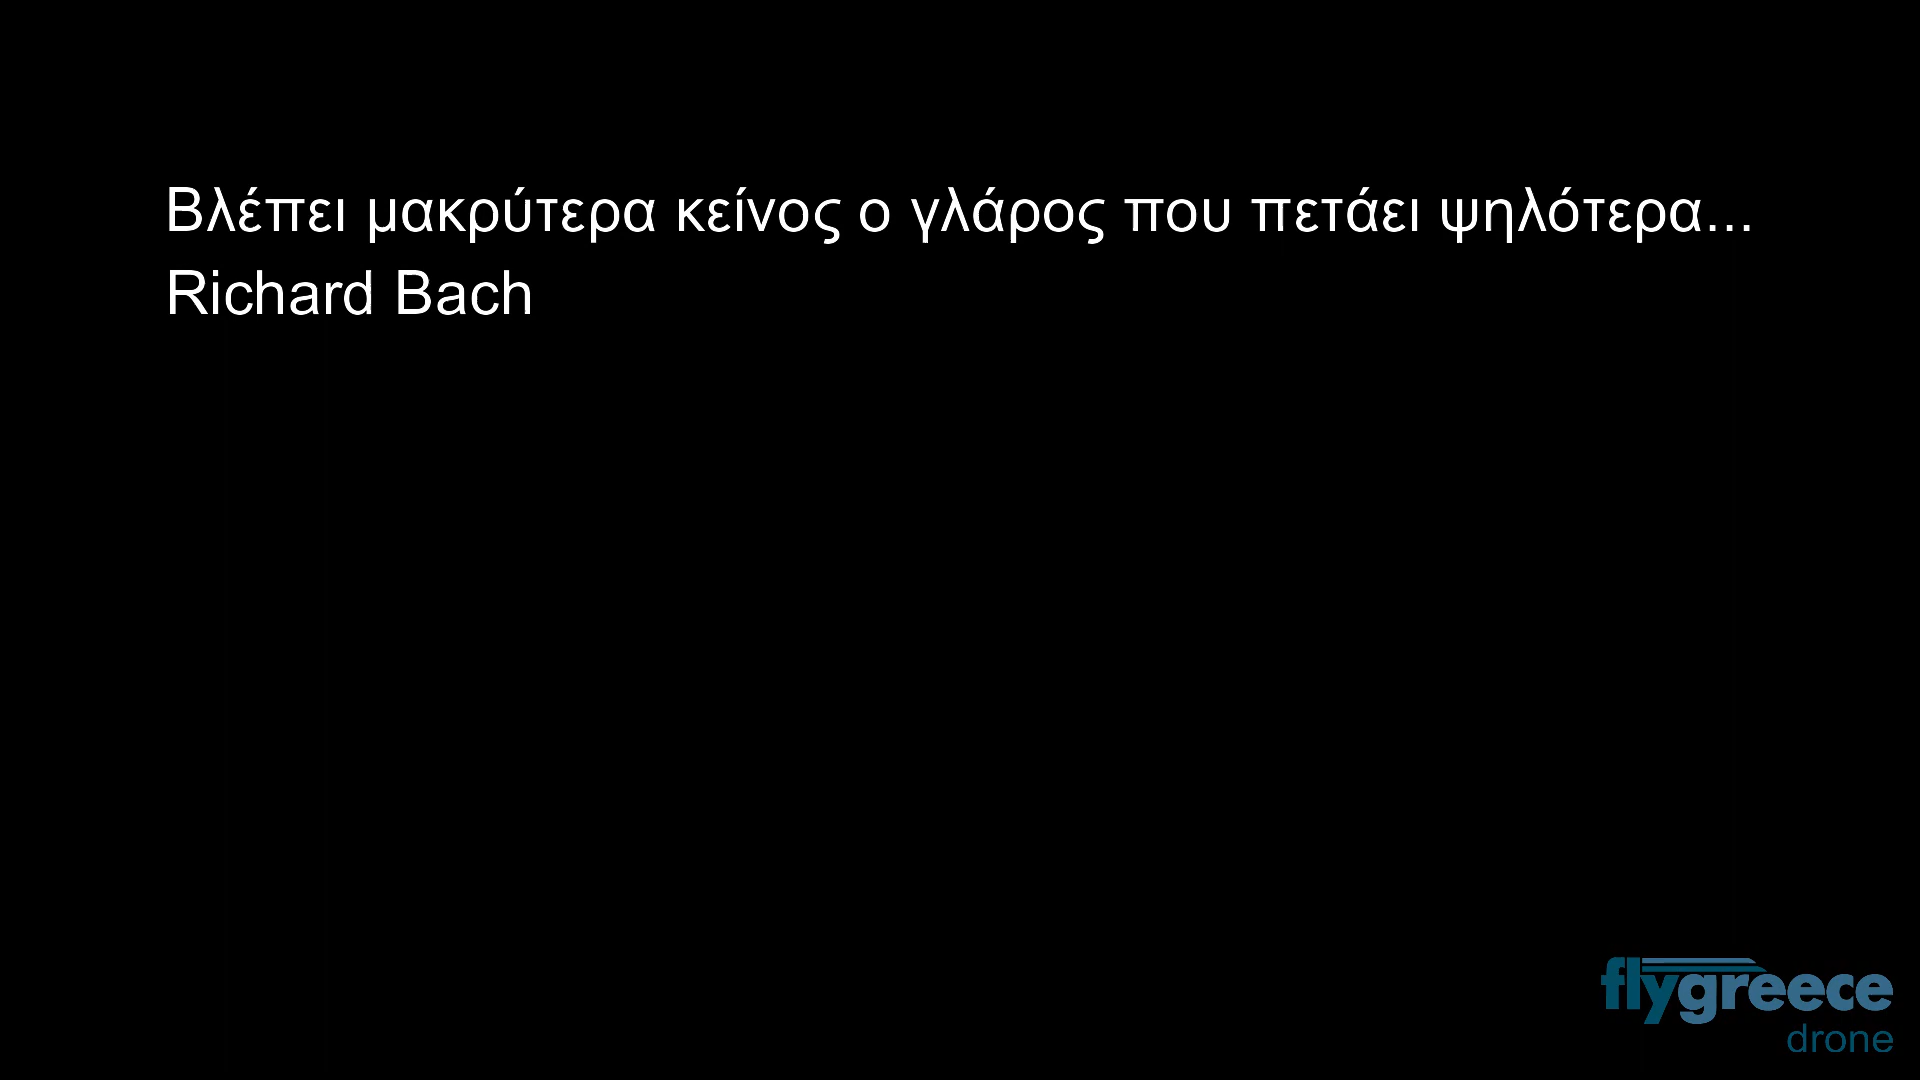 Βλέπει μακρύτερα κείνος ο γλάρος που πετάει ψηλότερα...
Richard Bach
flygreece
drone